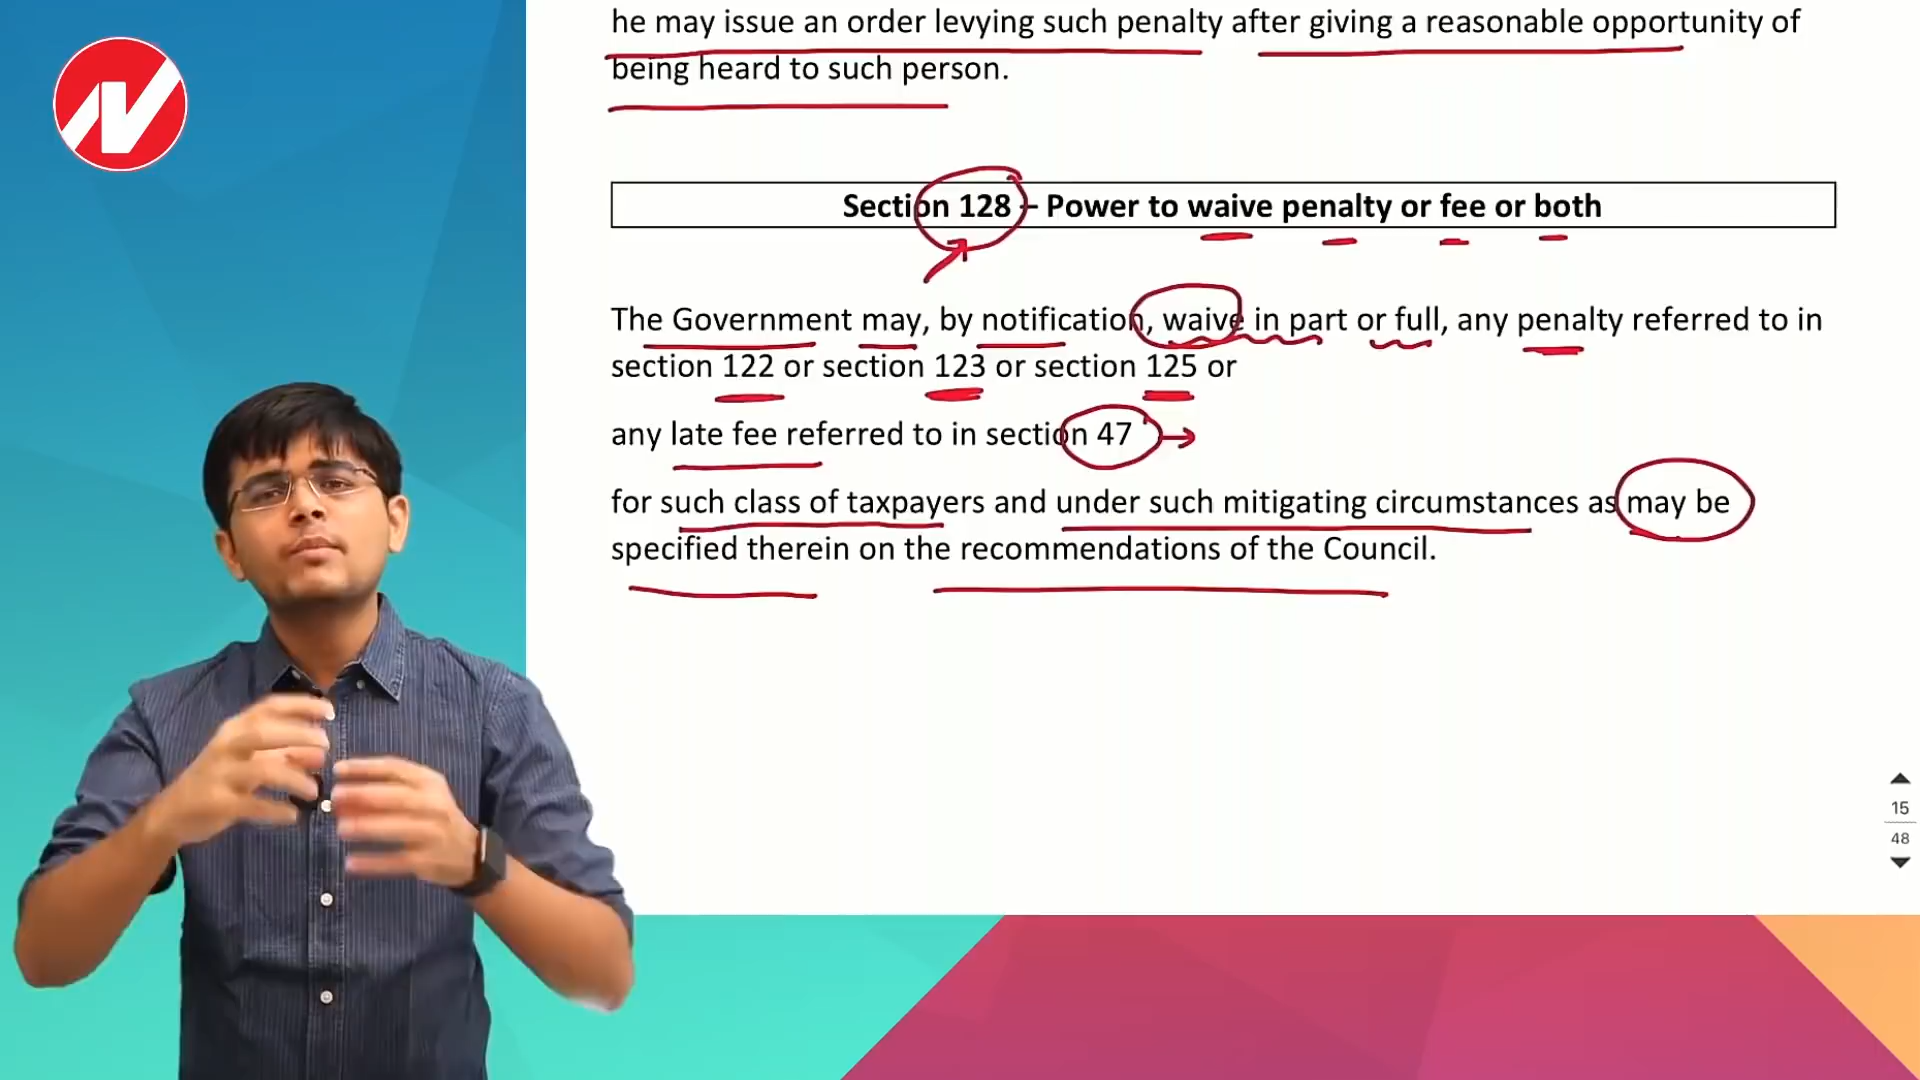 he may issue an order levying such penalty after giving a reasonable opportunity of
being heard to such person.
Section 128 – Power to waive penalty or fee or both
The Government may, by notification, waive in part or full, any penalty referred to in
section 122 or section 123 or section 125 or
any late fee referred to in section 47
for such class of taxpayers and under such mitigating circumstances as may be
specified therein on the recommendations of the Council.
15
48